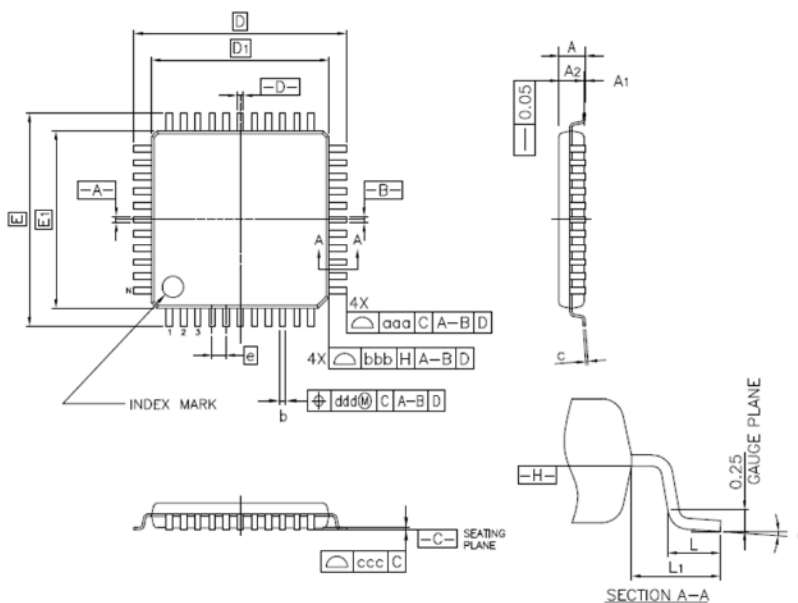 D
D1
-D-
A
A2
A1
0.05
-A-
-B-
E
E1
A A
N
1 2 3
e
b
4X
aaa C A-B D
4X bbb H A-B D
ddd Ⓜ C A-B D
INDEX MARK
c
-C- SEATING PLANE
ccc C
-H-
0.25
GAUGE PLANE
L
L1
SECTION A-A